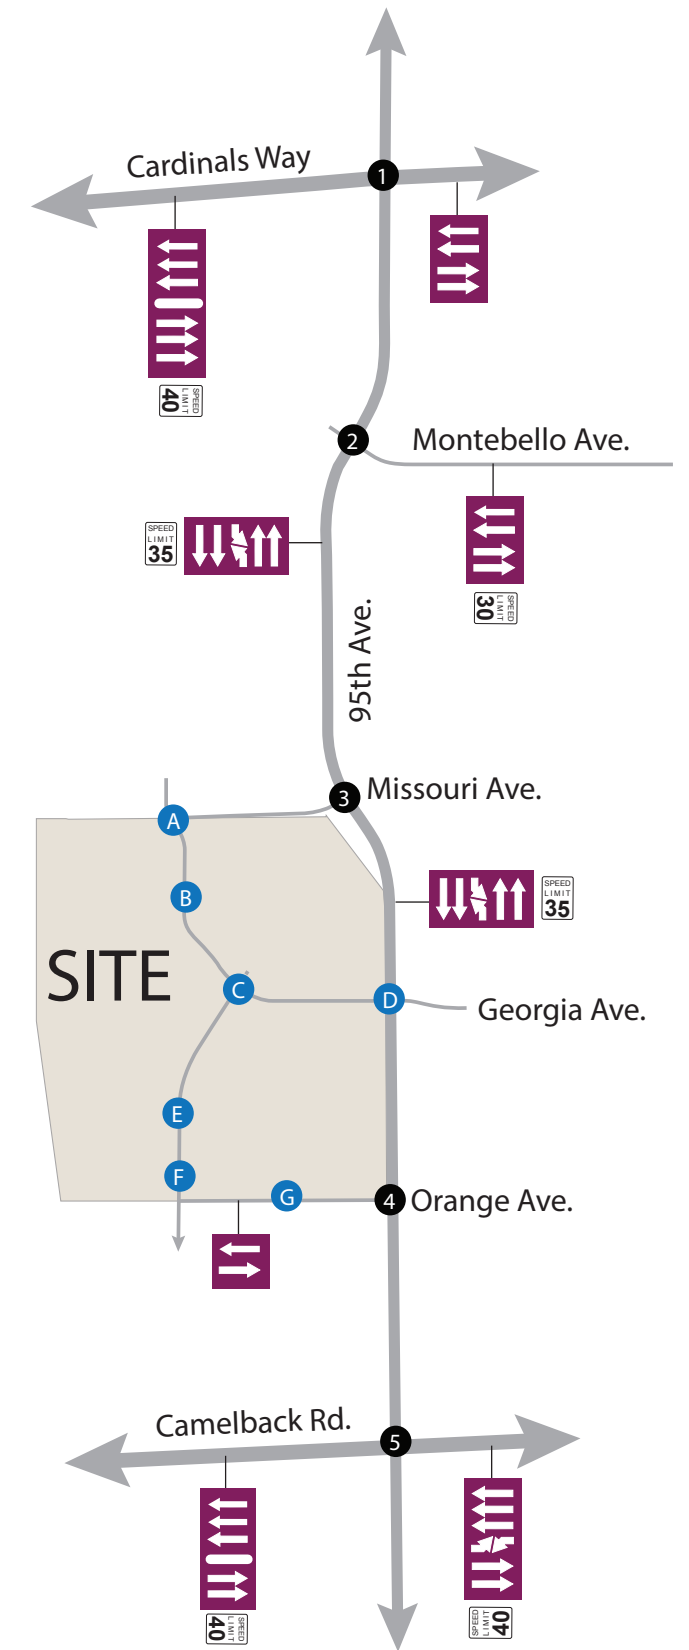 Cardinals Way
1
SPEED
LIMIT
40
2
Montebello Ave.
SPEED
LIMIT
35
SPEED
LIMIT
30
95th Ave.
3
Missouri Ave.
A
B
SPEED
LIMIT
35
SITE
C
D
Georgia Ave.
E
F
G
4
Orange Ave.
Camelback Rd.
5
SPEED
LIMIT
40
SPEED
LIMIT
40